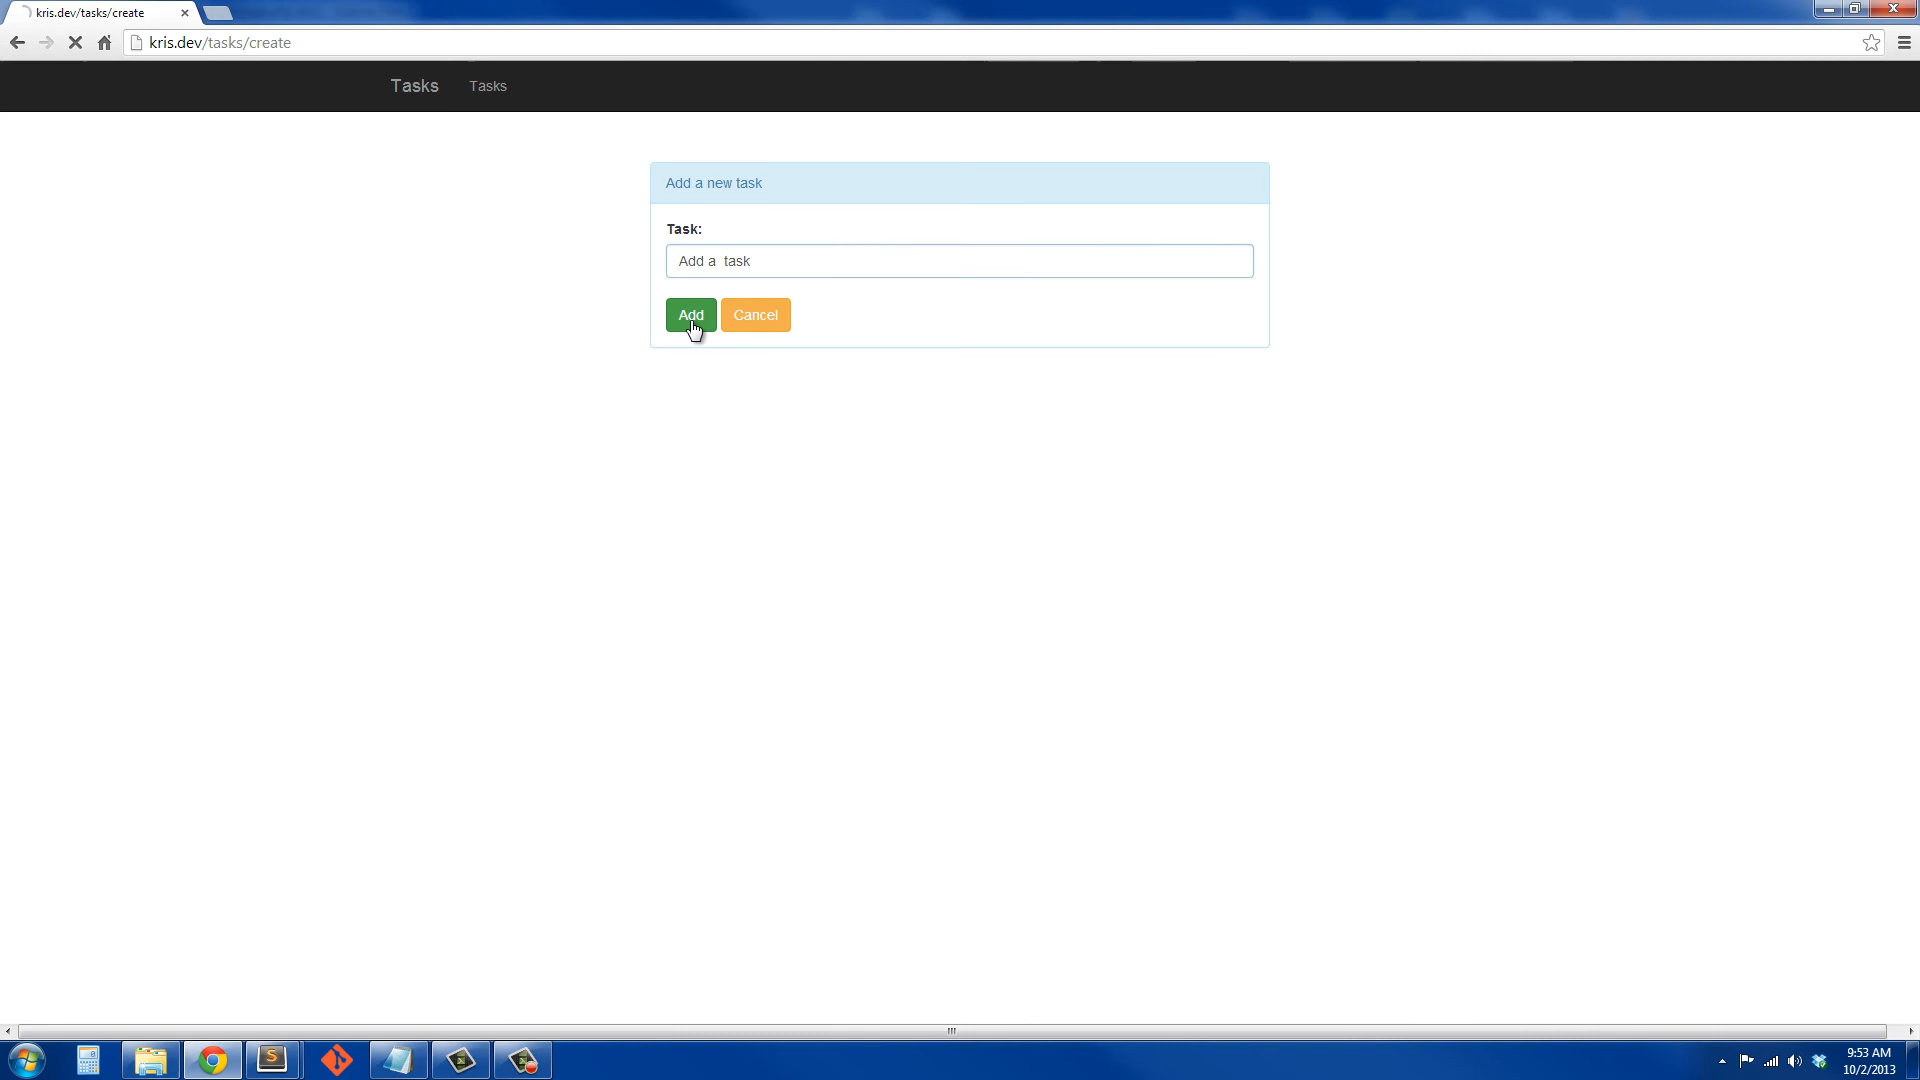 kris.dev/tasks/create
kris.dev/tasks/create
Tasks Tasks
Add a new task
Task:
Add a  task
Add Cancel
9:53 AM
10/2/2013